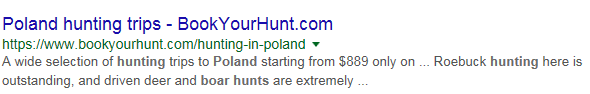 Poland hunting trips - BookYourHunt.com
https://www.bookyourhunt.com/hunting-in-poland
A wide selection of hunting trips to Poland starting from $889 only on ... Roebuck hunting here is
outstanding, and driven deer and boar hunts are extremely ...